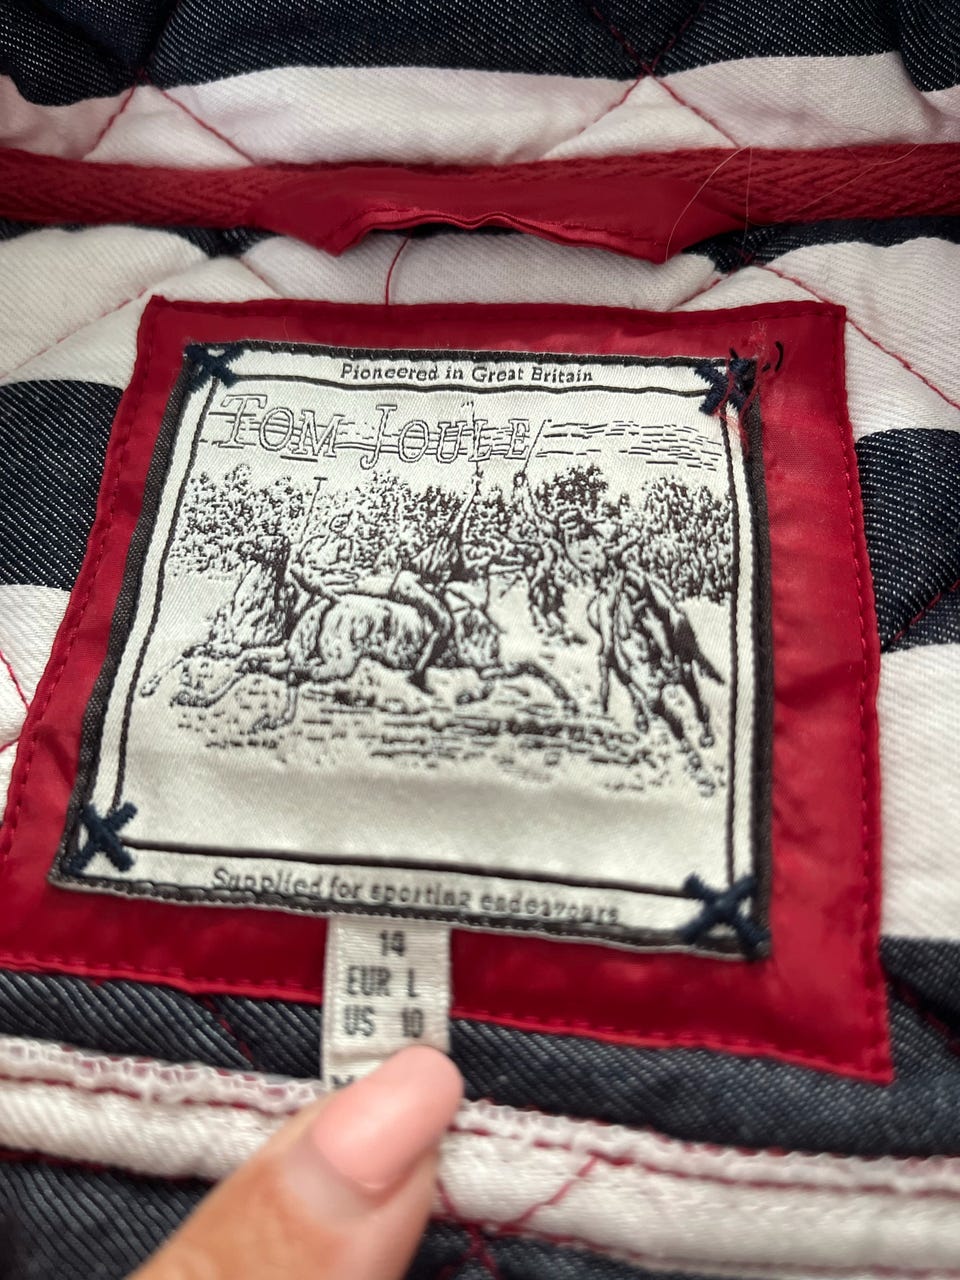 Pioneered in Great Britain
TOM JOULE
Supplied for sporting endeavours
14
EUR L
US 10